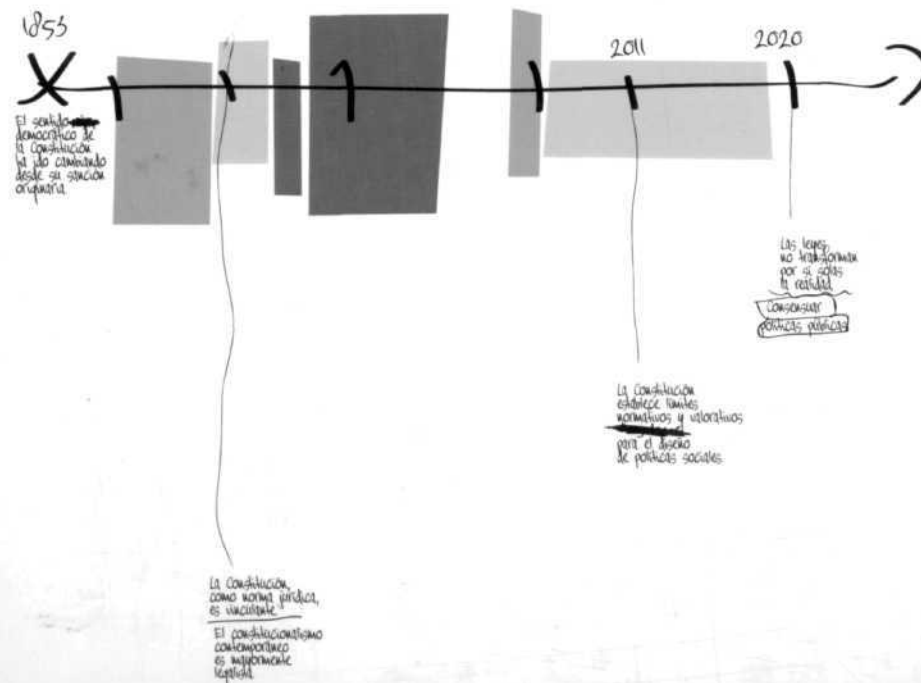 1853
El sentido
democrático de
la Constitución
ha ido cambiando
desde su sanción
originaria
2011
2020
Las leyes,
no transforman
por sí solas
la realidad
Consensuar
políticas públicas
La Constitución
establece límites
normativos y valorativos
para el diseño
de políticas sociales
La Constitución,
como norma jurídica,
es vinculante
El constitucionalismo
contemporáneo
es mayormente
legalista